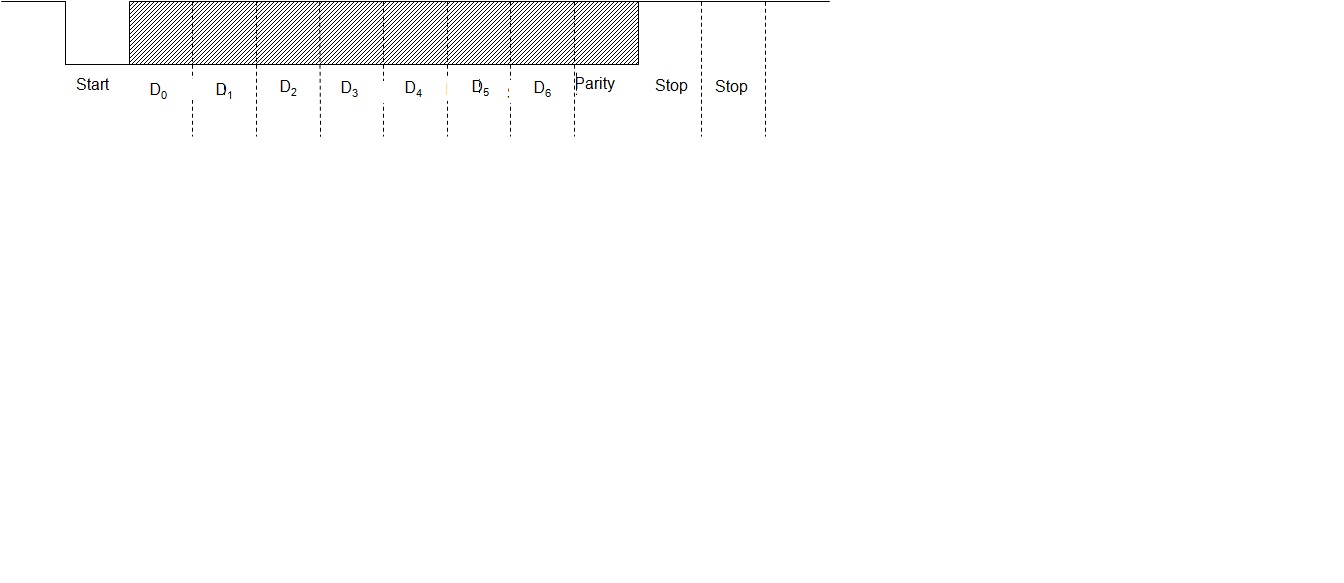 Start D₀ D₁ D₂ D₃ D₄ D₅ D₆ Parity Stop Stop